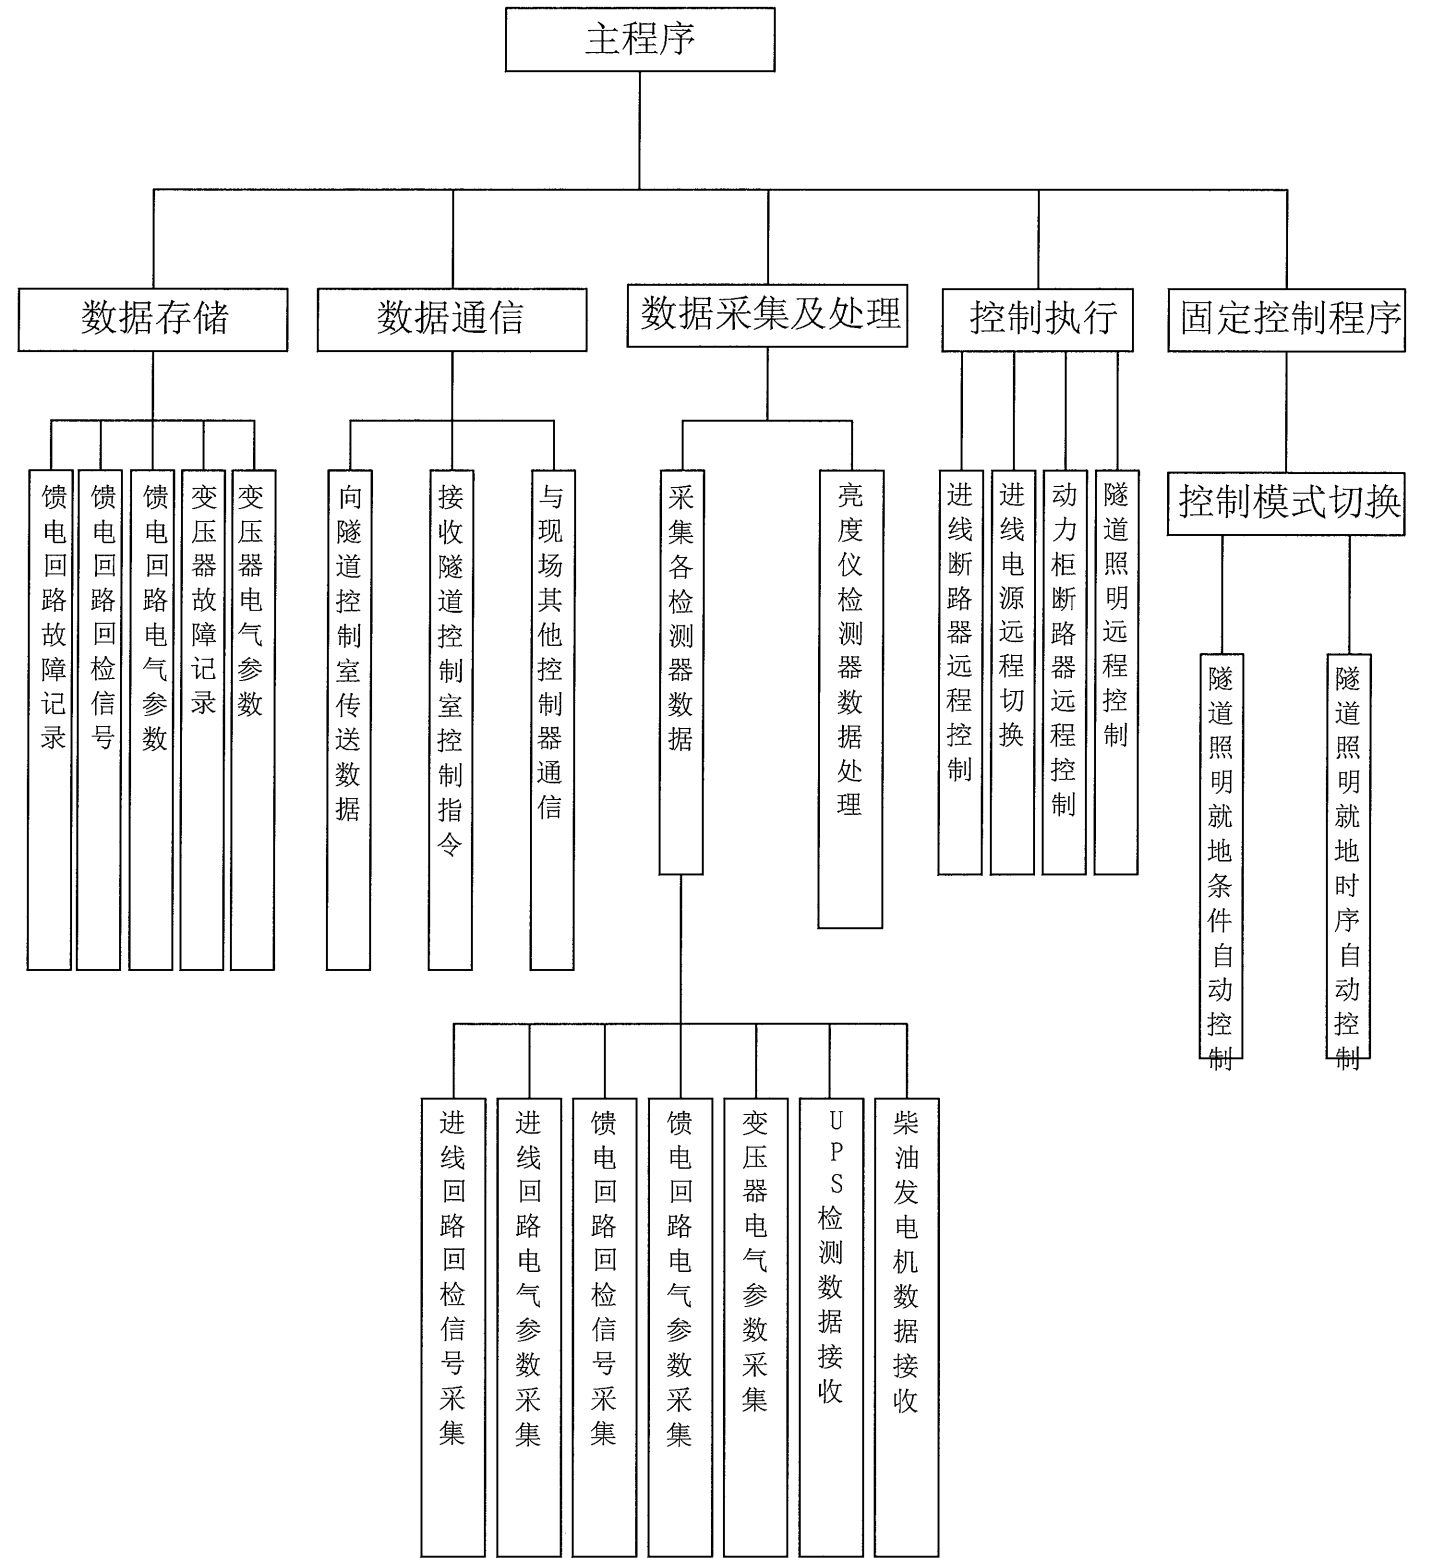 主程序
数据存储
数据通信
数据采集及处理
控制执行
固定控制程序
馈电回路故障记录
馈电回路回检信号
馈电回路电气参数
变压器故障记录
变压器电气参数
向隧道控制室传送数据
接收隧道控制室控制指令
与现场其他控制器通信
采集各检测器数据
亮度仪检测器数据处理
进线断路器远程控制
进线电源远程切换
动力柜断路器远程控制
隧道照明远程控制
控制模式切换
隧道照明就地条件自动控制
隧道照明就地时序自动控制
进线回路回检信号采集
进线回路电气参数采集
馈电回路回检信号采集
馈电回路电气参数采集
变压器电气参数采集
UPS检测数据接收
柴油发电机数据接收